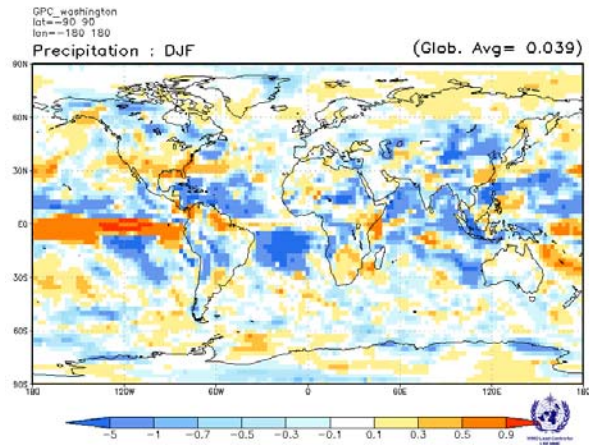 GPC_washington
lat=-90 90
lon=-180 180
Precipitation : DJF (Glob. Avg= 0.039)
90N
60N
30N
EQ
30S
60S
90S
180 120W 60W 0 60E 120E 180
-5 -1 -0.7 -0.5 -0.3 -0.1 0.1 0.3 0.5 0.9